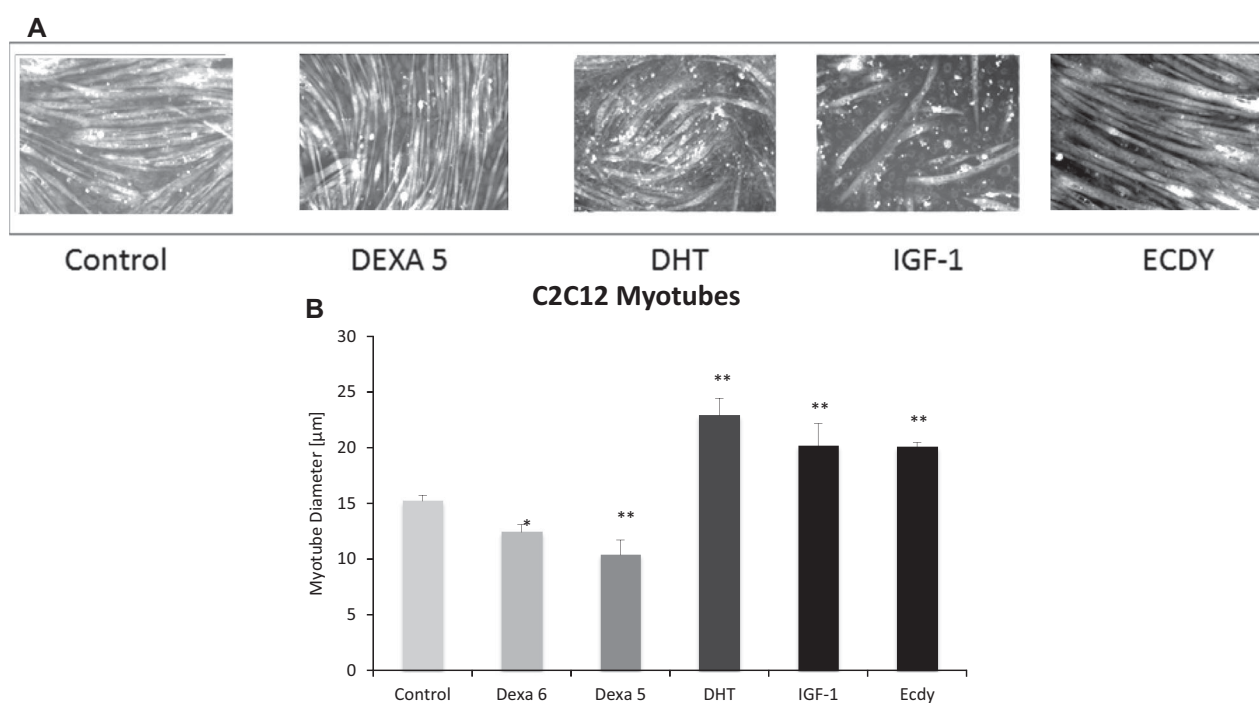 A
Control DEXA 5 DHT IGF-1 ECDY
C2C12 Myotubes
B
Myotube Diameter [µm]
30
25
20
15
10
5
0
*
**
**
**
**
Control Dexa 6 Dexa 5 DHT IGF-1 Ecdy